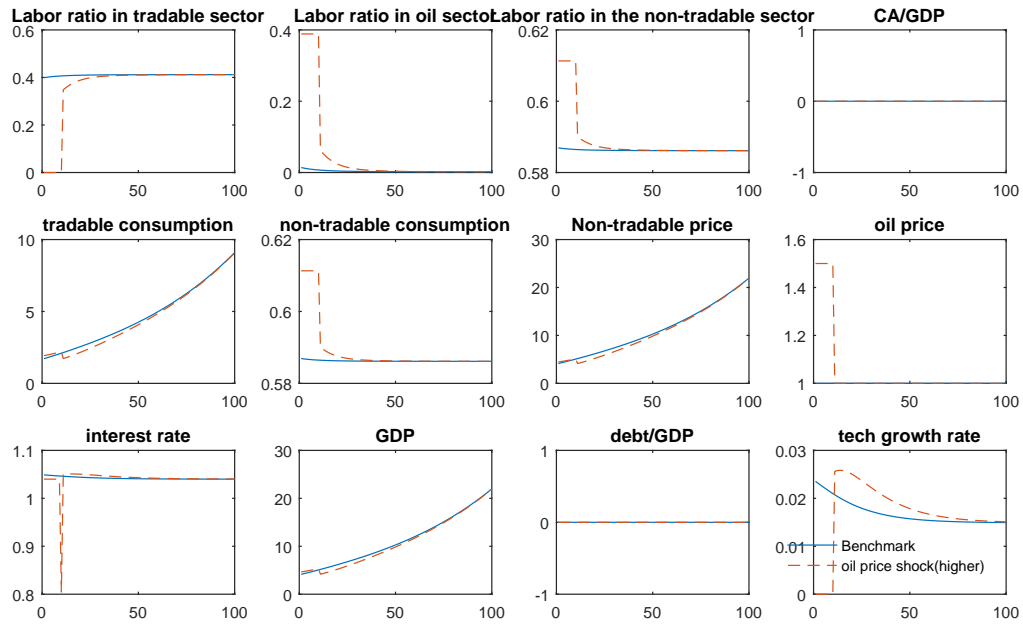 Labor ratio in tradable sector
Labor ratio in oil sector
Labor ratio in the non-tradable sector
CA/GDP
0.6
0.4
0.2
0
0 50 100
0.4
0.2
0
0 50 100
0.62
0.6
0.58
0 50 100
1
0
-1
0 50 100
tradable consumption
non-tradable consumption
Non-tradable price
oil price
10
5
0
0 50 100
0.62
0.6
0.58
0 50 100
30
20
10
0
0 50 100
1.6
1.4
1.2
1
0 50 100
interest rate
GDP
debt/GDP
tech growth rate
1.1
1
0.9
0.8
0 50 100
30
20
10
0
0 50 100
1
0
-1
0 50 100
0.03
0.02
0.01
0
0 50 100
Benchmark
oil price shock(higher)